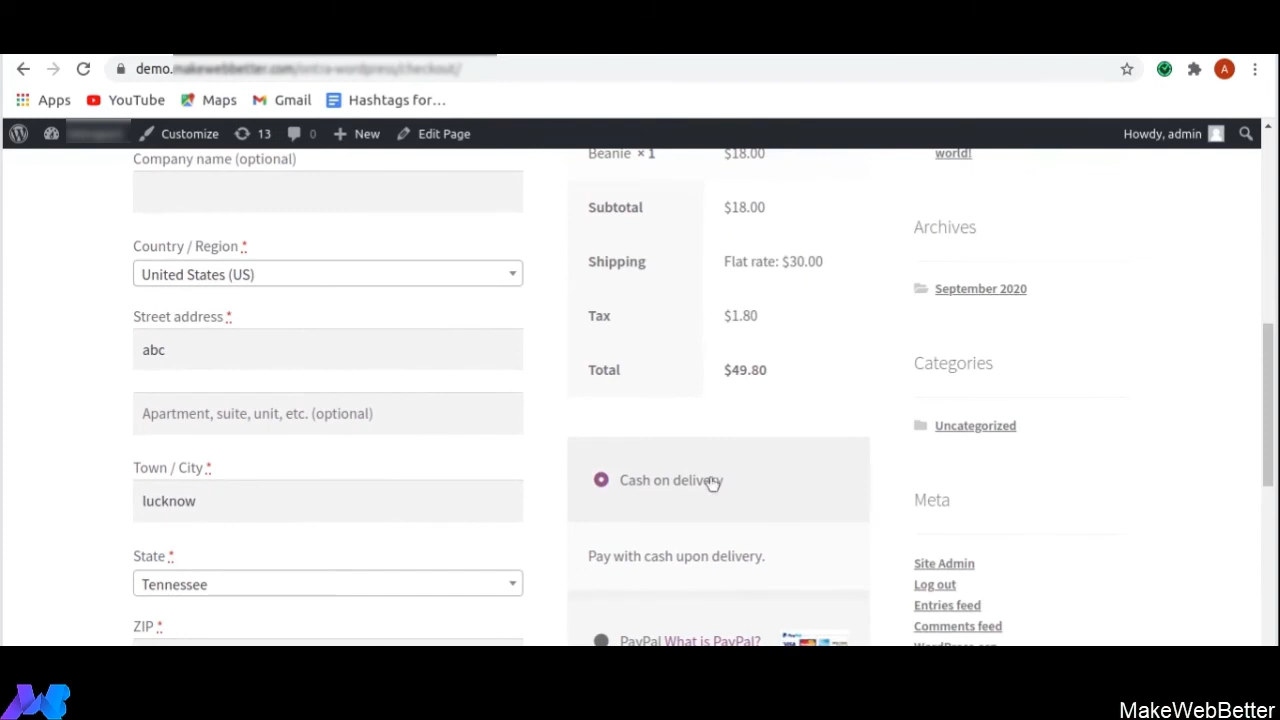 demo.
Apps YouTube Maps Gmail Hashtags for...
Customize 13 0 New Edit Page Howdy, admin
Company name (optional)
Country / Region *
United States (US)
Street address *
abc
Apartment, suite, unit, etc. (optional)
Town / City *
lucknow
State *
Tennessee
ZIP *
Beanie × 1 $18.00
Subtotal $18.00
Shipping Flat rate: $30.00
Tax $1.80
Total $49.80
Cash on delivery
Pay with cash upon delivery.
PayPal What is PayPal?
world!
Archives
September 2020
Categories
Uncategorized
Meta
Site Admin
Log out
Entries feed
Comments feed
MakeWebBetter